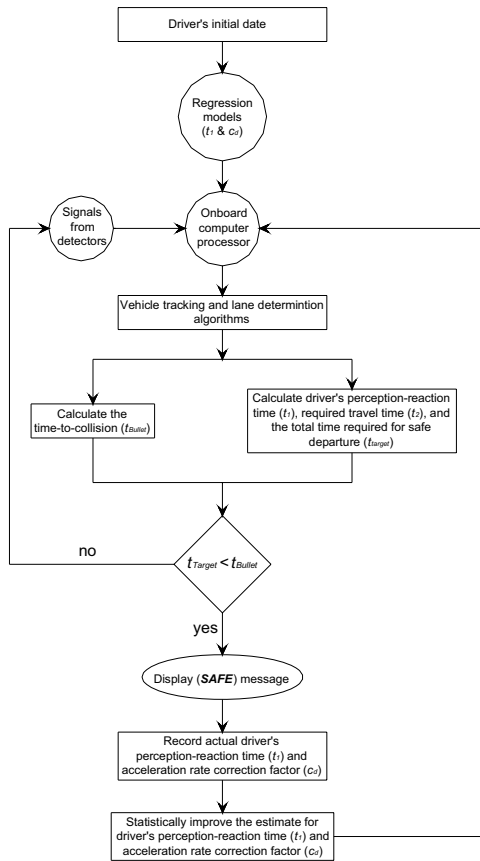 Driver's initial date
Regression
models
(t1 & cd)
Signals
from
detectors
Onboard
computer
processor
Vehicle tracking and lane determintion
algorithms
Calculate the
time-to-collision (tBullet)
Calculate driver's perception-reaction
time (t1), required travel time (t2), and
the total time required for safe
departure (ttarget)
no
tTarget < tBullet
yes
Display (SAFE) message
Record actual driver's
perception-reaction time (t1) and
acceleration rate correction factor (cd)
Statistically improve the estimate for
driver's perception-reaction time (t1) and
acceleration rate correction factor (cd)